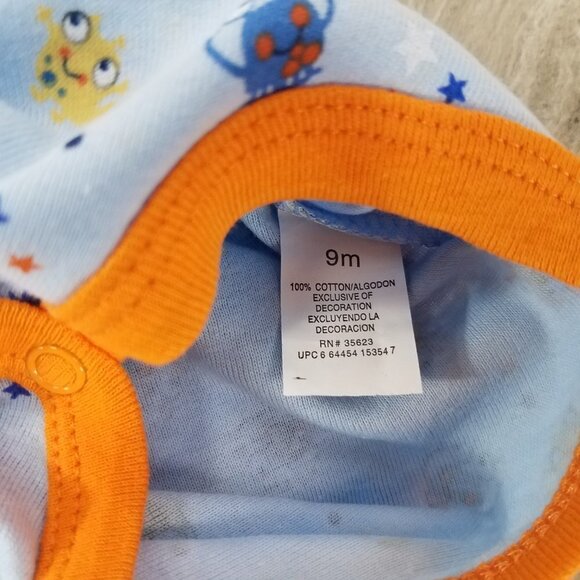 9m
100% COTTON/ALGODON
EXCLUSIVE OF
DECORATION
EXCLUYENDO LA
DECORACION
RN# 35623
UPC 6 64454 15354 7